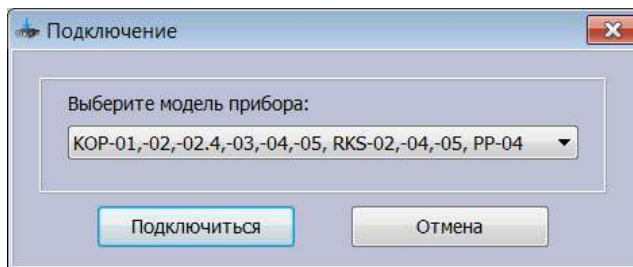 Подключение
Выберите модель прибора:
KOP-01,-02,-02.4,-03,-04,-05, RKS-02,-04,-05, PP-04
Подключиться Отмена